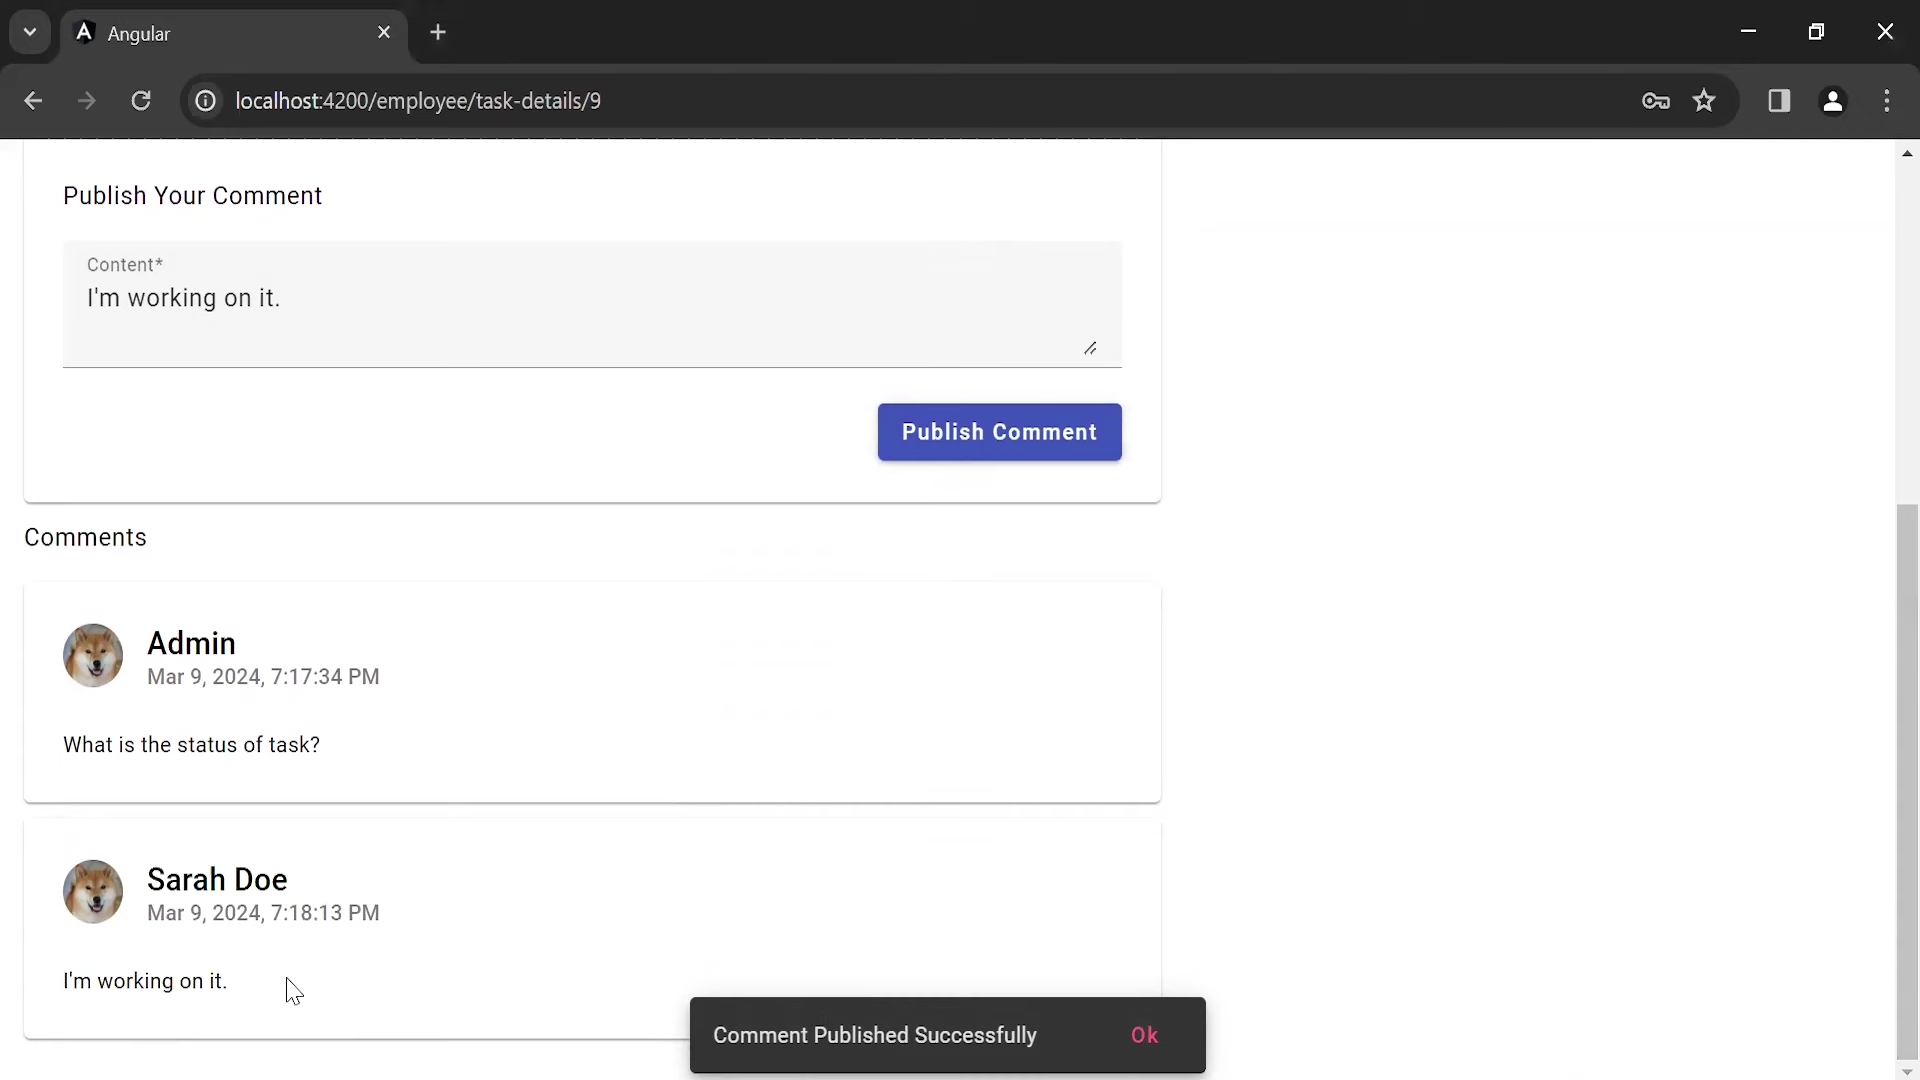 Angular
localhost:4200/employee/task-details/9
Publish Your Comment
Content*
I'm working on it.
Publish Comment
Comments
Admin
Mar 9, 2024, 7:17:34 PM
What is the status of task?
Sarah Doe
Mar 9, 2024, 7:18:13 PM
I'm working on it.
Comment Published Successfully Ok